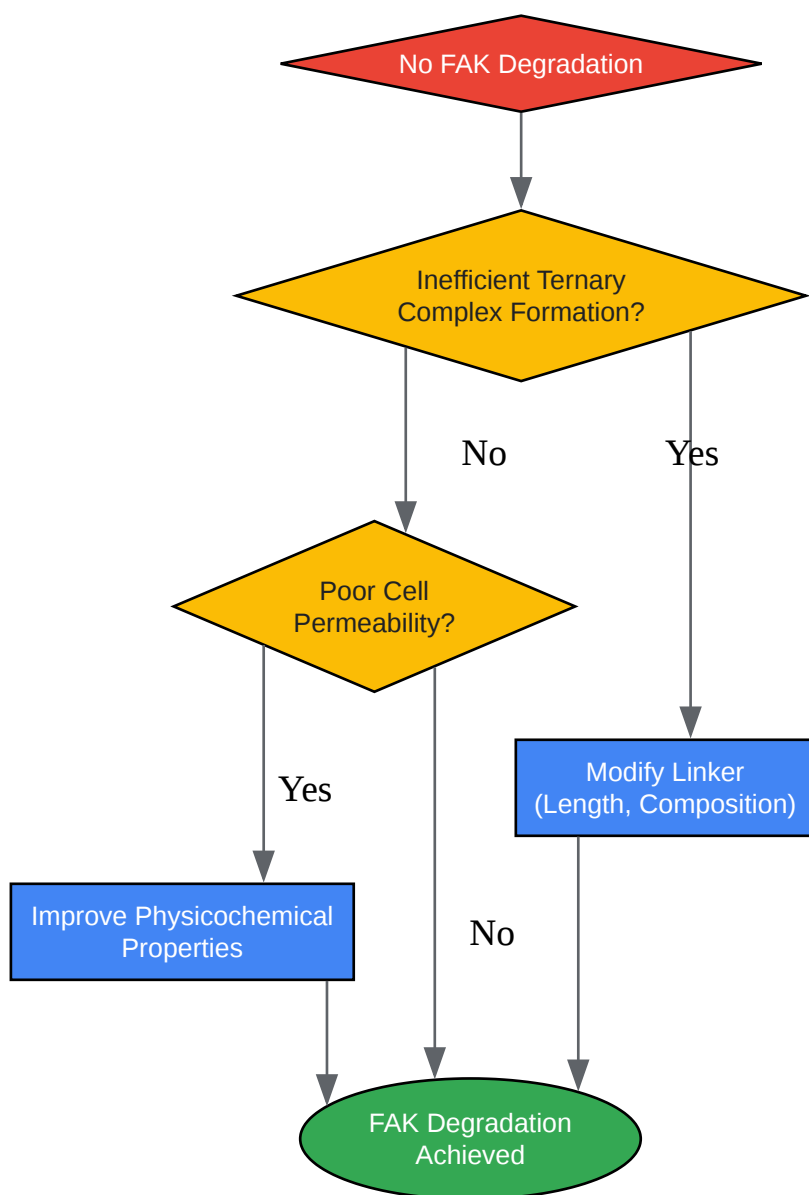 No FAK Degradation
Inefficient Ternary
Complex Formation?
No
Yes
Poor Cell
Permeability?
Modify Linker
(Length, Composition)
Yes
Improve Physicochemical
Properties
No
FAK Degradation
Achieved